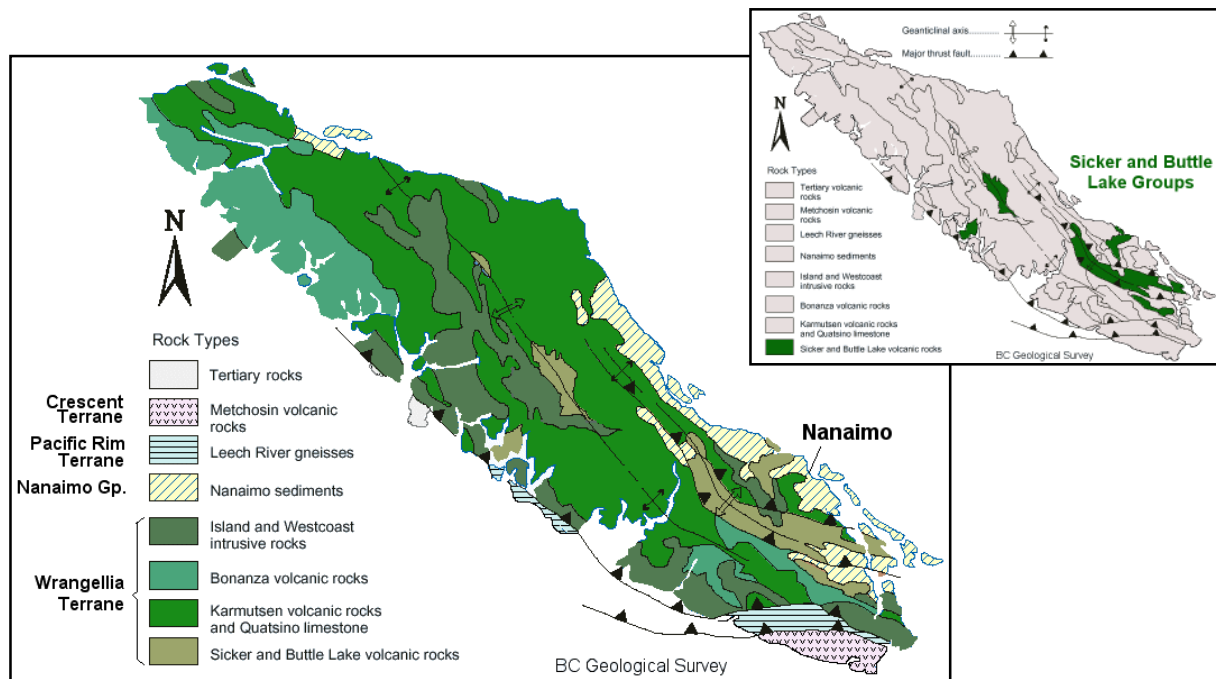 N
Rock Types
Tertiary rocks
Crescent
Terrane
Metchosin volcanic
rocks
Pacific Rim
Terrane
Leech River gneisses
Nanaimo Gp.
Nanaimo sediments
Island and Westcoast
intrusive rocks
Wrangellia
Terrane
Bonanza volcanic rocks
Karmutsen volcanic rocks
and Quatsino limestone
Sicker and Buttle Lake volcanic rocks
Nanaimo
BC Geological Survey
Geanticlinal axis...........
Major thrust fault...........
N
Sicker and Buttle
Lake Groups
Rock Types
Tertiary volcanic
rocks
Metchosin volcanic
rocks
Leech River gneisses
Nanaimo sediments
Island and Westcoast
intrusive rocks
Bonanza volcanic rocks
Karmutsen volcanic rocks
and Quatsino limestone
Sicker and Buttle Lake volcanic rocks
BC Geological Survey